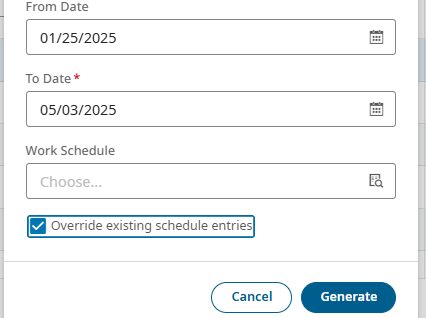 From Date
01/25/2025
To Date *
05/03/2025
Work Schedule
Choose...
Override existing schedule entries
Cancel
Generate